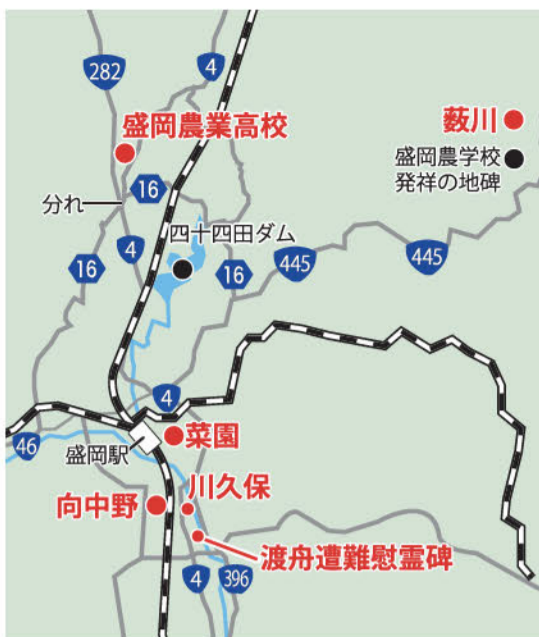 4
282
盛岡農業高校
薮川
盛岡農学校
発祥の地碑
16
分れ
四十四田ダム
4
16
16
445
445
4
菜園
46
盛岡駅
川久保
向中野
渡舟遭難慰霊碑
4
396